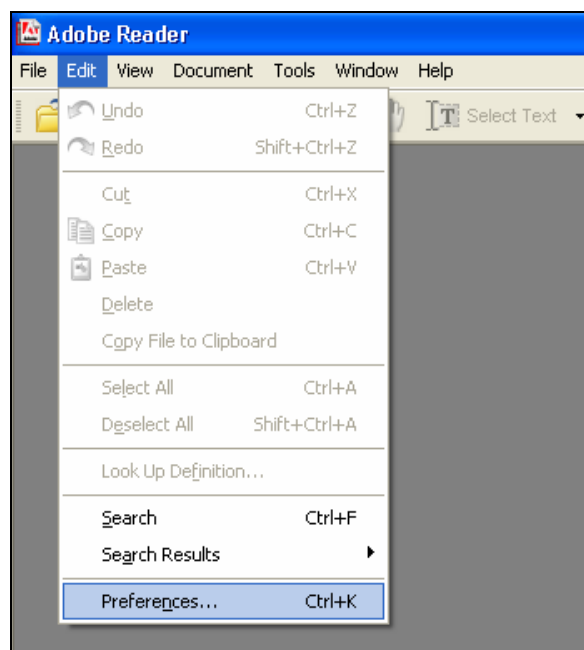 Adobe Reader
File Edit View Document Tools Window Help
Select Text
Undo Ctrl+Z
Redo Shift+Ctrl+Z
Cut Ctrl+X
Copy Ctrl+C
Paste Ctrl+V
Delete
Copy File to Clipboard
Select All Ctrl+A
Deselect All Shift+Ctrl+A
Look Up Definition...
Search Ctrl+F
Search Results
Preferences... Ctrl+K